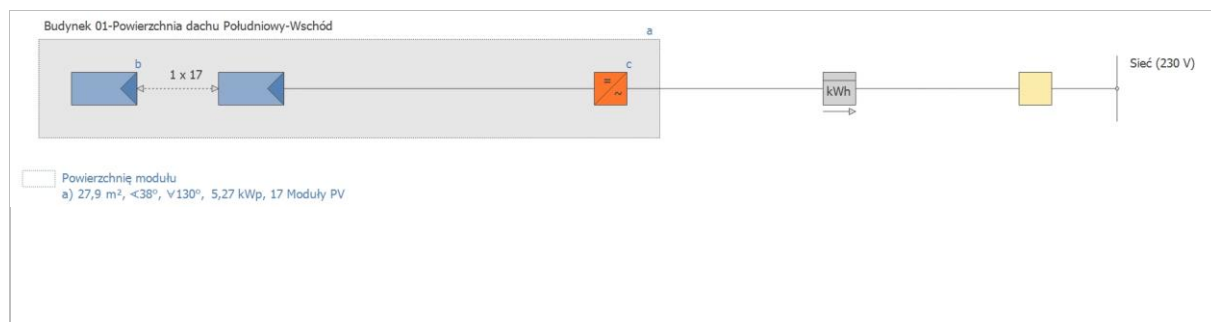 Budynek 01-Powierzchnia dachu Południowy-Wschód
a
b
1 x 17
c
=
~
kWh
Sieć (230 V)
Powierzchnię modułu
a) 27,9 m², ∢38°, ∀130°, 5,27 kWp, 17 Moduły PV